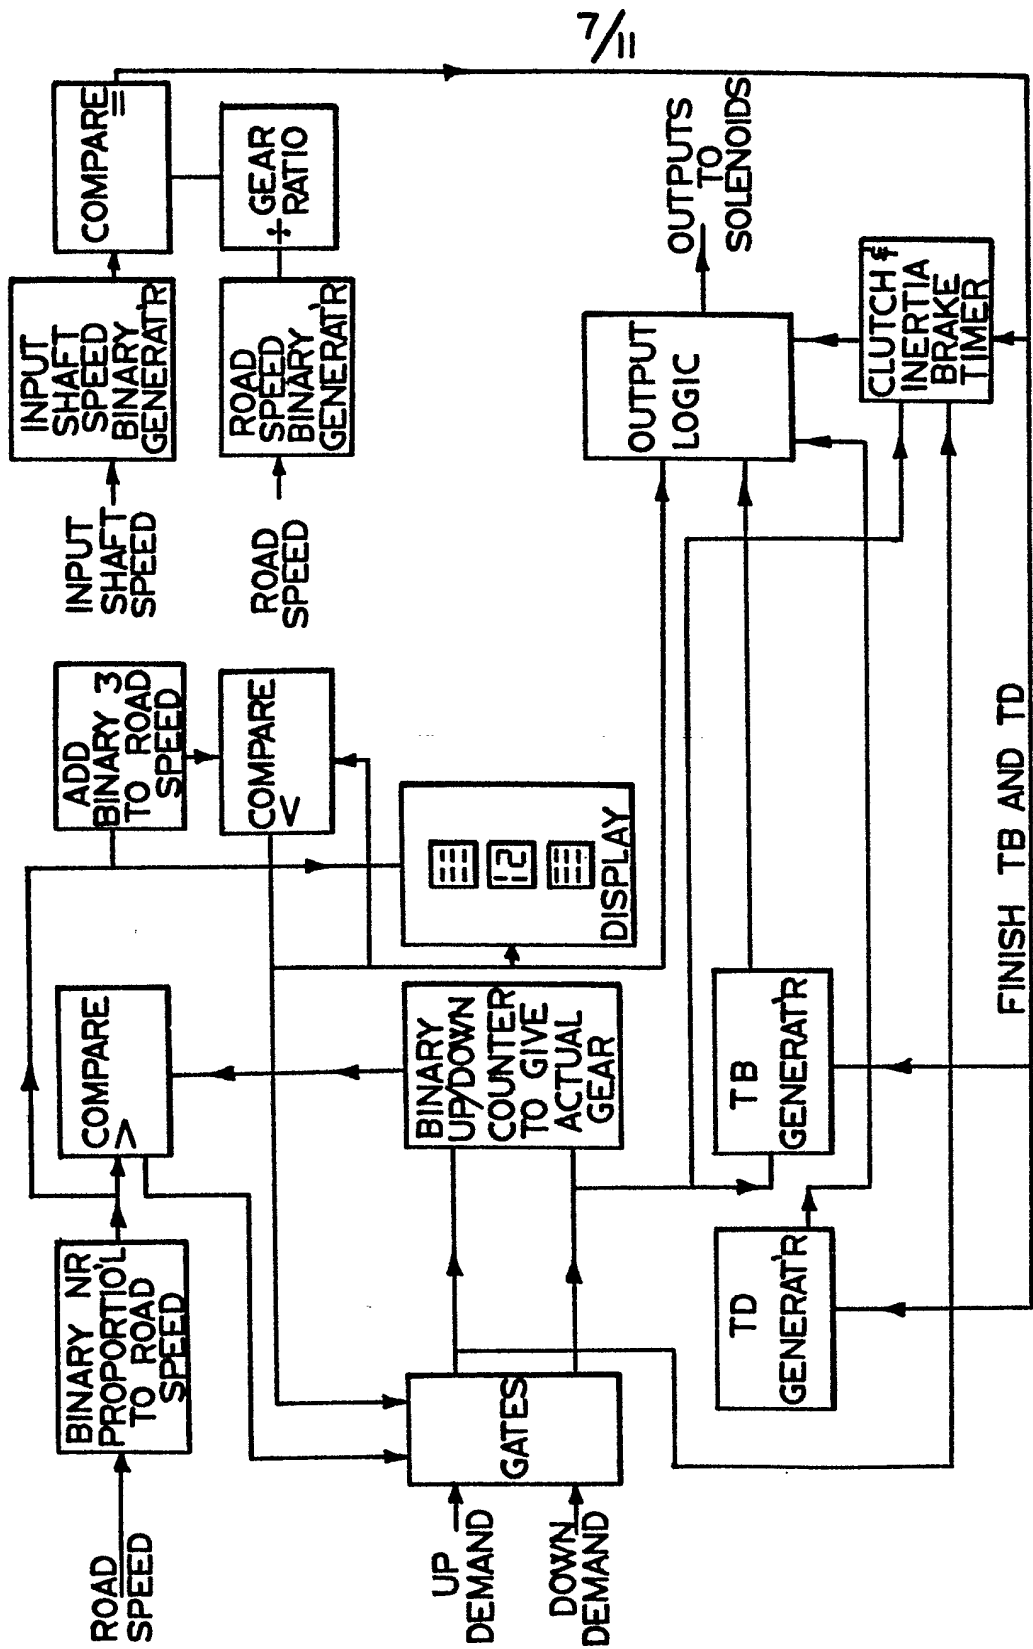 7/11
ROAD
SPEED
BINARY NR
PROPORTIO'L
TO ROAD
SPEED
COMPARE
>
ADD
BINARY 3
TO ROAD
SPEED
COMPARE
<
INPUT
SHAFT
SPEED
INPUT
SHAFT
SPEED
BINARY
GENERAT'R
COMPARE
=
ROAD
SPEED
ROAD
SPEED
BINARY
GENERAT'R
÷ GEAR
RATIO
UP
DEMAND
DOWN
DEMAND
GATES
BINARY
UP/DOWN
COUNTER
TO GIVE
ACTUAL
GEAR
12
DISPLAY
OUTPUT
LOGIC
OUTPUTS
TO
SOLENOIDS
TD
GENERAT'R
TB
GENERAT'R
CLUTCH &
INERTIA
BRAKE
TIMER
FINISH TB AND TD